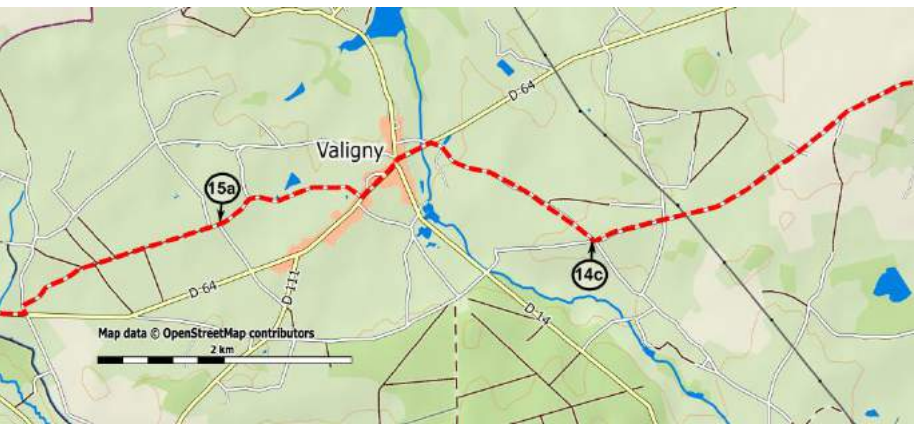 D 64
Valigny
15a
14c
D 64
D 111
D 14
Map data © OpenStreetMap contributors
2 km